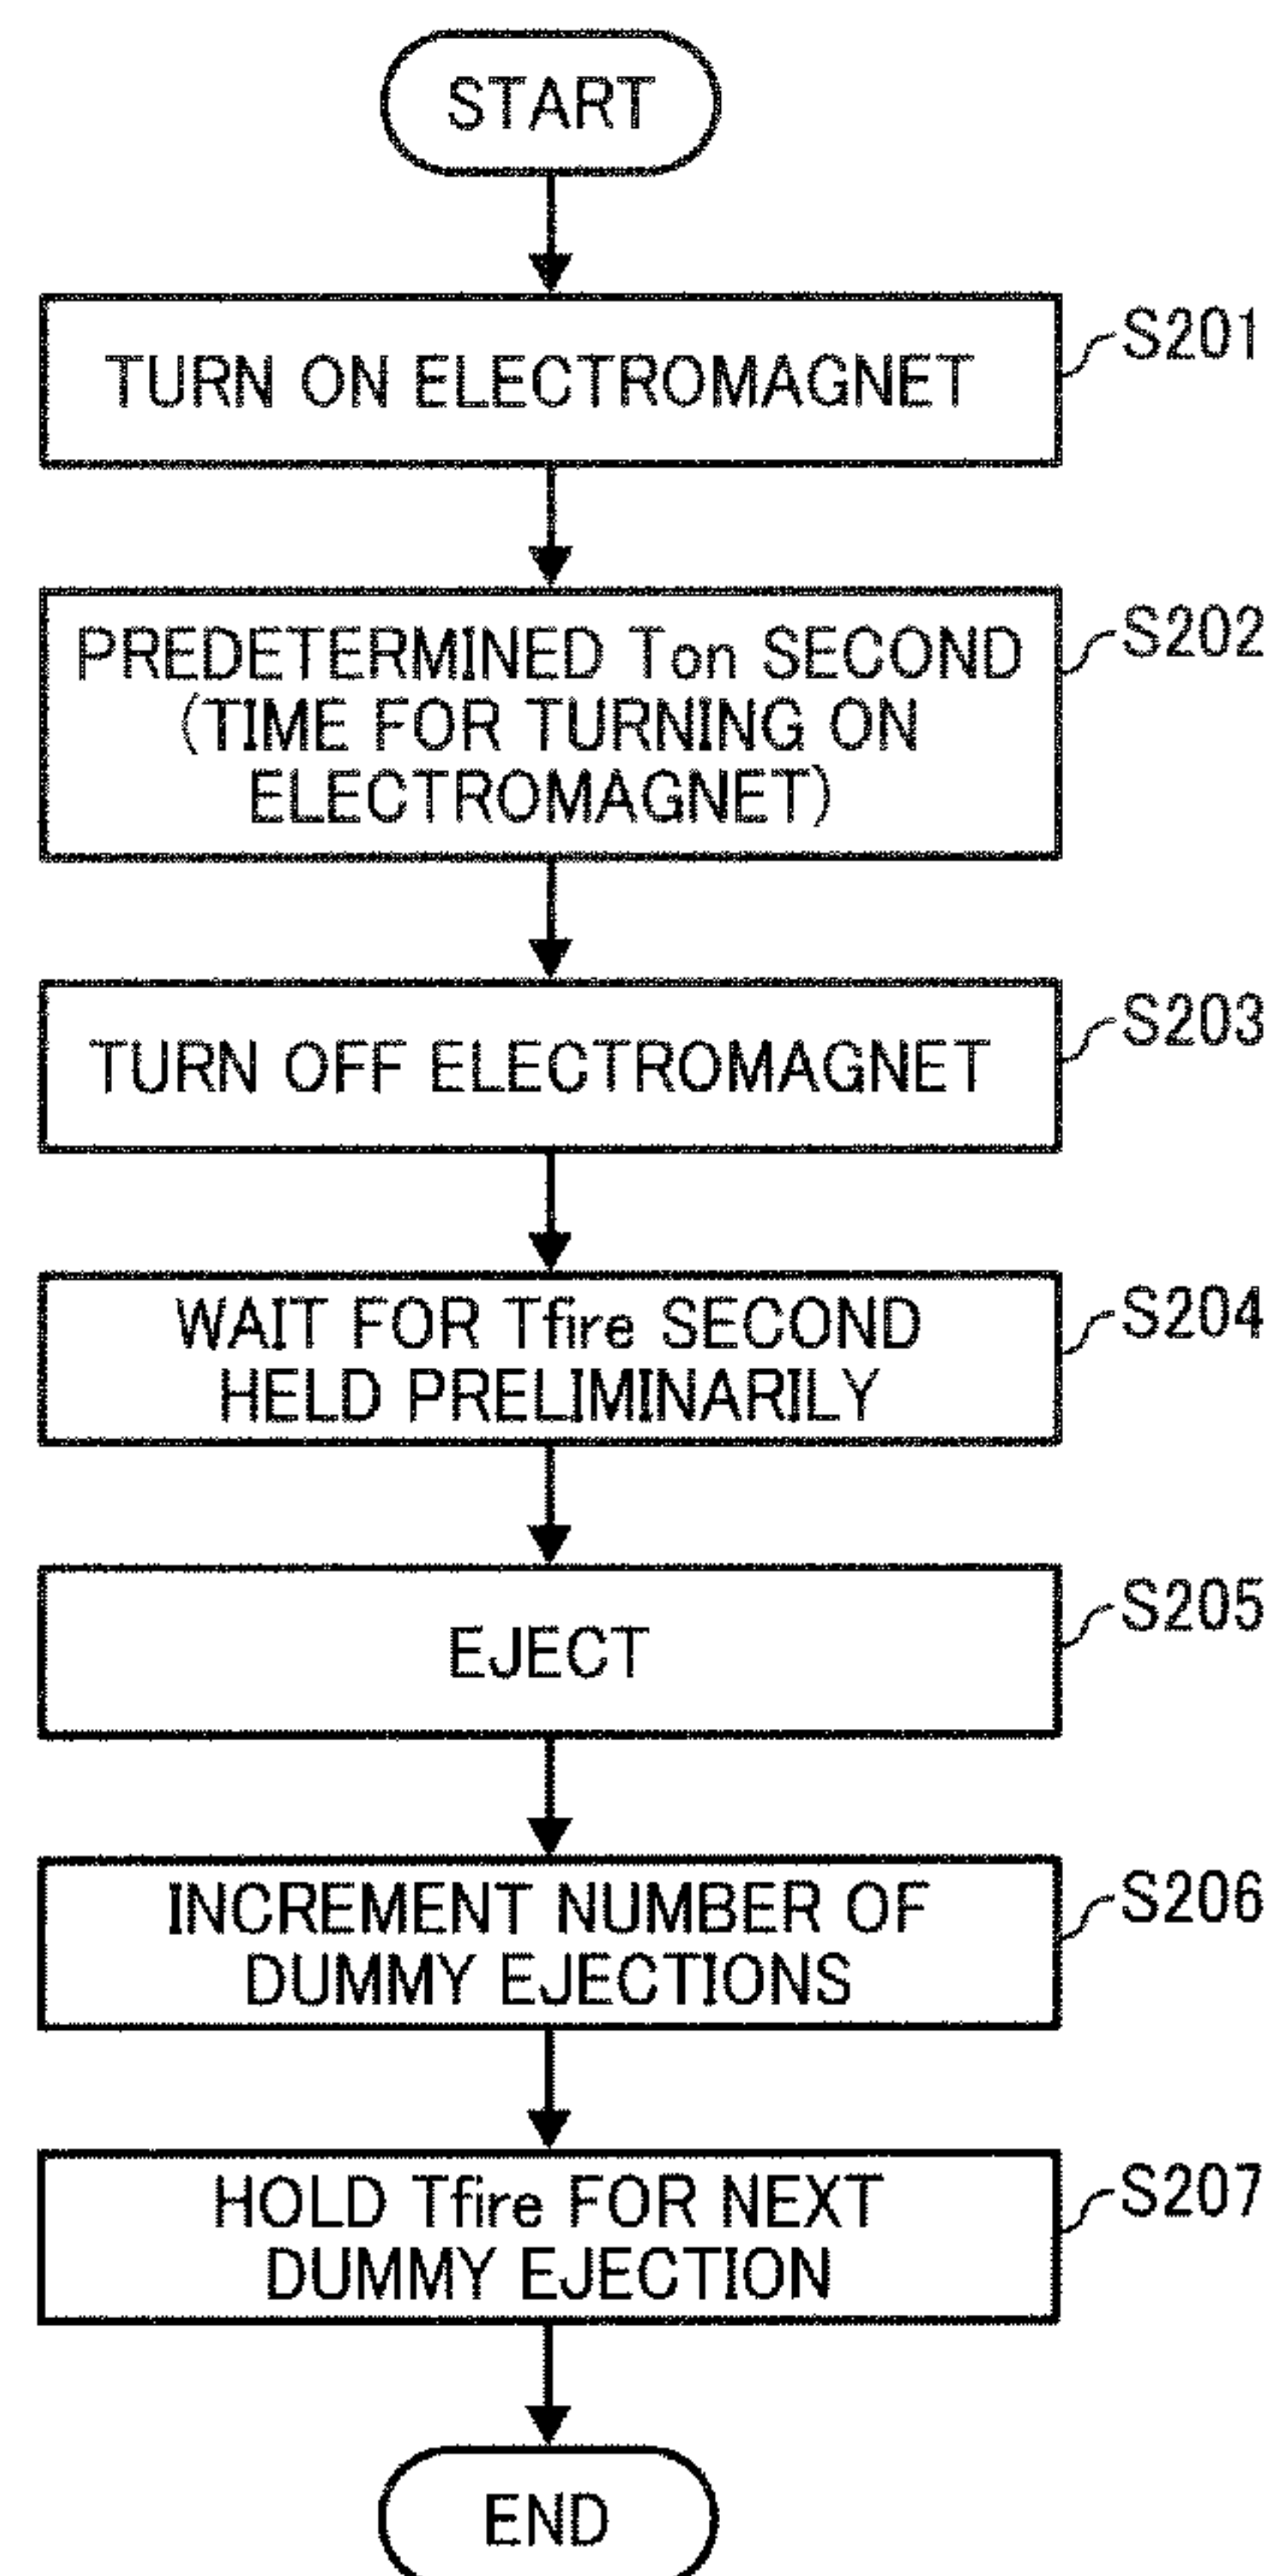 START
TURN ON ELECTROMAGNET
S201
PREDETERMINED Ton SECOND
(TIME FOR TURNING ON
ELECTROMAGNET)
S202
TURN OFF ELECTROMAGNET
S203
WAIT FOR Tfire SECOND
HELD PRELIMINARILY
S204
EJECT
S205
INCREMENT NUMBER OF
DUMMY EJECTIONS
S206
HOLD Tfire FOR NEXT
DUMMY EJECTION
S207
END